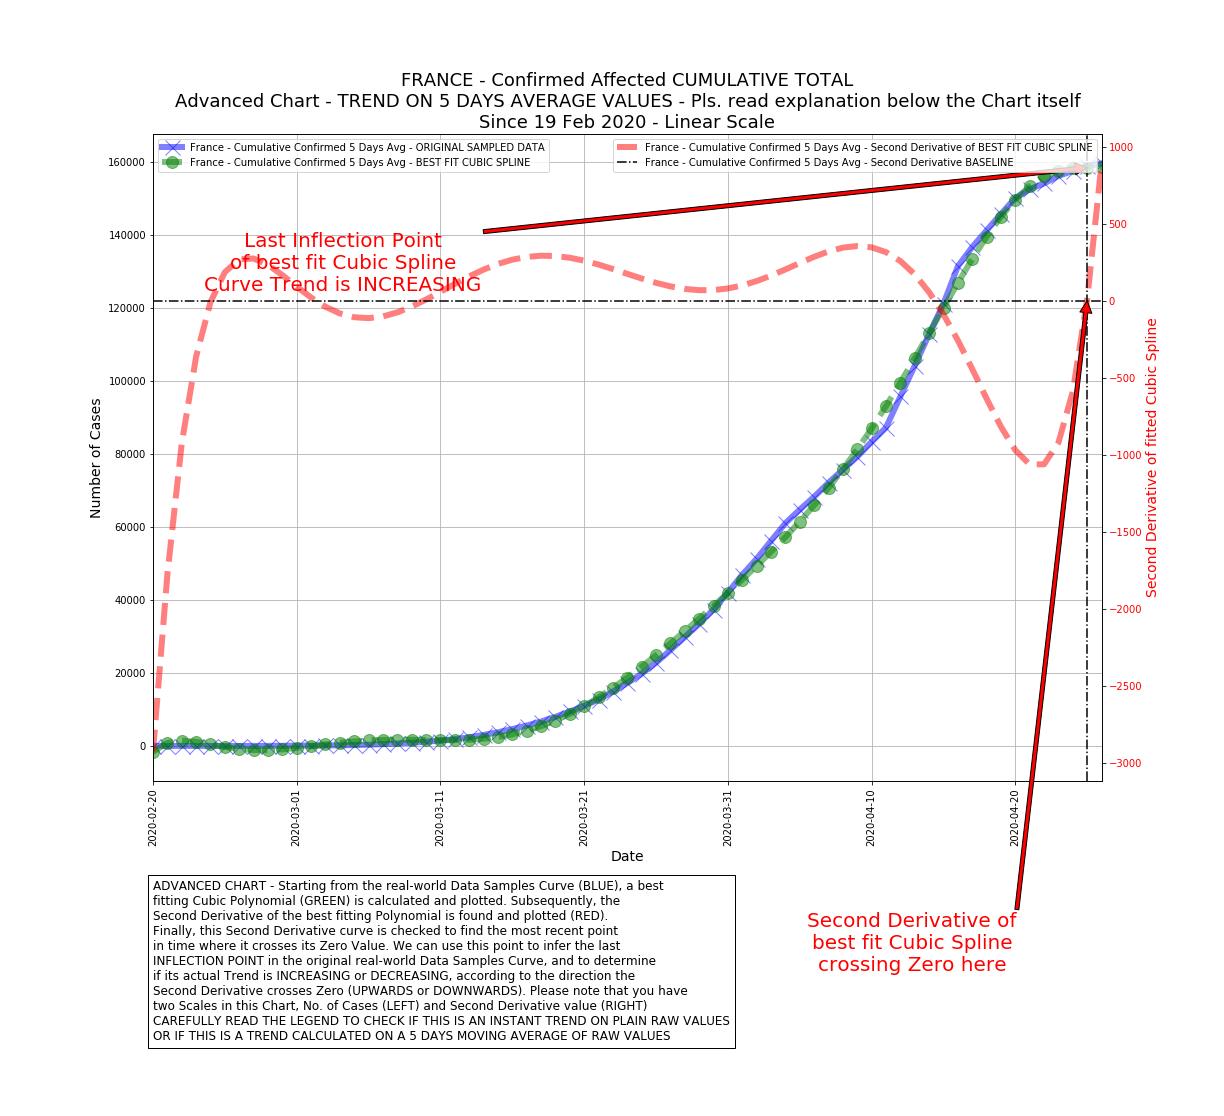 FRANCE - Confirmed Affected CUMULATIVE TOTAL
Advanced Chart - TREND ON 5 DAYS AVERAGE VALUES - Pls. read explanation below the Chart itself
Since 19 Feb 2020 - Linear Scale
France - Cumulative Confirmed 5 Days Avg - ORIGINAL SAMPLED DATA
France - Cumulative Confirmed 5 Days Avg - BEST FIT CUBIC SPLINE
France - Cumulative Confirmed 5 Days Avg - Second Derivative of BEST FIT CUBIC SPLINE
France - Cumulative Confirmed 5 Days Avg - Second Derivative BASELINE
Last Inflection Point
of best fit Cubic Spline
Curve Trend is INCREASING
Number of Cases
160000
140000
120000
100000
80000
60000
40000
20000
0
1000
500
0
−500
−1000
−1500
−2000
−2500
−3000
Second Derivative of fitted Cubic Spline
2020-02-20
2020-03-01
2020-03-11
2020-03-21
2020-03-31
2020-04-10
2020-04-20
Date
ADVANCED CHART - Starting from the real-world Data Samples Curve (BLUE), a best
fitting Cubic Polynomial (GREEN) is calculated and plotted. Subsequently, the
Second Derivative of the best fitting Polynomial is found and plotted (RED).
Finally, this Second Derivative curve is checked to find the most recent point
in time where it crosses its Zero Value. We can use this point to infer the last
INFLECTION POINT in the original real-world Data Samples Curve, and to determine
if its actual Trend is INCREASING or DECREASING, according to the direction the
Second Derivative crosses Zero (UPWARDS or DOWNWARDS). Please note that you have
two Scales in this Chart, No. of Cases (LEFT) and Second Derivative value (RIGHT)
CAREFULLY READ THE LEGEND TO CHECK IF THIS IS AN INSTANT TREND ON PLAIN RAW VALUES
OR IF THIS IS A TREND CALCULATED ON A 5 DAYS MOVING AVERAGE OF RAW VALUES
Second Derivative of
best fit Cubic Spline
crossing Zero here